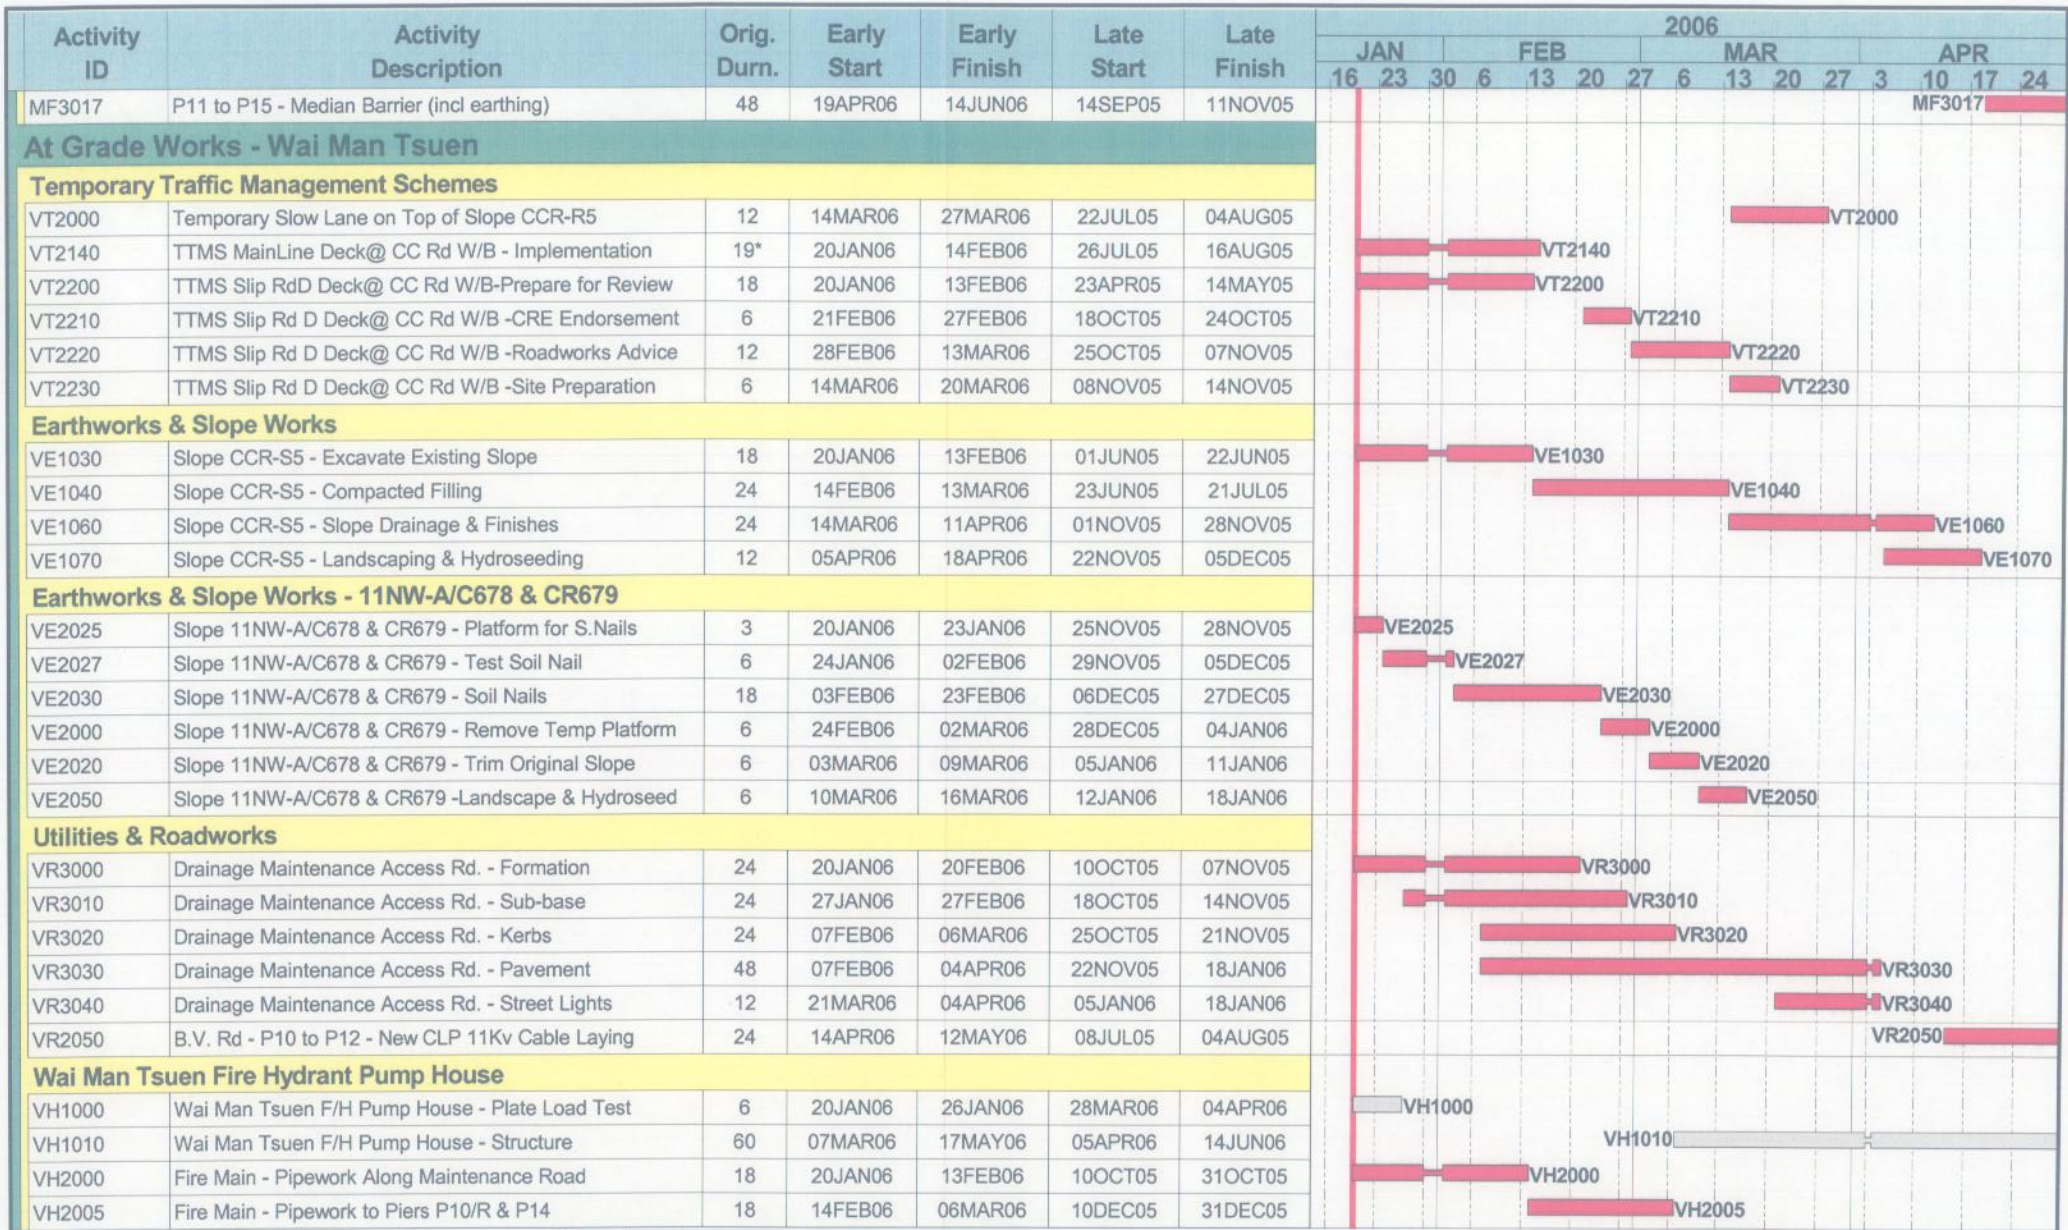 Activity ID Activity Description Orig. Durn. Early Start Early Finish Late Start Late Finish
2006
JAN FEB MAR APR
16 23 30 6 13 20 27 6 13 20 27 3 10 17 24
MF3017 P11 to P15 - Median Barrier (incl earthing) 48 19APR06 14JUN06 14SEP05 11NOV05 MF3017
At Grade Works - Wai Man Tsuen
Temporary Traffic Management Schemes
VT2000 Temporary Slow Lane on Top of Slope CCR-R5 12 14MAR06 27MAR06 22JUL05 04AUG05 VT2000
VT2140 TTMS MainLine Deck@ CC Rd W/B - Implementation 19* 20JAN06 14FEB06 26JUL05 16AUG05 VT2140
VT2200 TTMS Slip RdD Deck@ CC Rd W/B-Prepare for Review 18 20JAN06 13FEB06 23APR05 14MAY05 VT2200
VT2210 TTMS Slip Rd D Deck@ CC Rd W/B -CRE Endorsement 6 21FEB06 27FEB06 18OCT05 24OCT05 VT2210
VT2220 TTMS Slip Rd D Deck@ CC Rd W/B -Roadworks Advice 12 28FEB06 13MAR06 25OCT05 07NOV05 VT2220
VT2230 TTMS Slip Rd D Deck@ CC Rd W/B -Site Preparation 6 14MAR06 20MAR06 08NOV05 14NOV05 VT2230
Earthworks & Slope Works
VE1030 Slope CCR-S5 - Excavate Existing Slope 18 20JAN06 13FEB06 01JUN05 22JUN05 VE1030
VE1040 Slope CCR-S5 - Compacted Filling 24 14FEB06 13MAR06 23JUN05 21JUL05 VE1040
VE1060 Slope CCR-S5 - Slope Drainage & Finishes 24 14MAR06 11APR06 01NOV05 28NOV05 VE1060
VE1070 Slope CCR-S5 - Landscaping & Hydroseeding 12 05APR06 18APR06 22NOV05 05DEC05 VE1070
Earthworks & Slope Works - 11NW-A/C678 & CR679
VE2025 Slope 11NW-A/C678 & CR679 - Platform for S.Nails 3 20JAN06 23JAN06 25NOV05 28NOV05 VE2025
VE2027 Slope 11NW-A/C678 & CR679 - Test Soil Nail 6 24JAN06 02FEB06 29NOV05 05DEC05 VE2027
VE2030 Slope 11NW-A/C678 & CR679 - Soil Nails 18 03FEB06 23FEB06 06DEC05 27DEC05 VE2030
VE2000 Slope 11NW-A/C678 & CR679 - Remove Temp Platform 6 24FEB06 02MAR06 28DEC05 04JAN06 VE2000
VE2020 Slope 11NW-A/C678 & CR679 - Trim Original Slope 6 03MAR06 09MAR06 05JAN06 11JAN06 VE2020
VE2050 Slope 11NW-A/C678 & CR679 -Landscape & Hydroseed 6 10MAR06 16MAR06 12JAN06 18JAN06 VE2050
Utilities & Roadworks
VR3000 Drainage Maintenance Access Rd. - Formation 24 20JAN06 20FEB06 10OCT05 07NOV05 VR3000
VR3010 Drainage Maintenance Access Rd. - Sub-base 24 27JAN06 27FEB06 18OCT05 14NOV05 VR3010
VR3020 Drainage Maintenance Access Rd. - Kerbs 24 07FEB06 06MAR06 25OCT05 21NOV05 VR3020
VR3030 Drainage Maintenance Access Rd. - Pavement 48 07FEB06 04APR06 22NOV05 18JAN06 VR3030
VR3040 Drainage Maintenance Access Rd. - Street Lights 12 21MAR06 04APR06 05JAN06 18JAN06 VR3040
VR2050 B.V. Rd - P10 to P12 - New CLP 11Kv Cable Laying 24 14APR06 12MAY06 08JUL05 04AUG05 VR2050
Wai Man Tsuen Fire Hydrant Pump House
VH1000 Wai Man Tsuen F/H Pump House - Plate Load Test 6 20JAN06 26JAN06 28MAR06 04APR06 VH1000
VH1010 Wai Man Tsuen F/H Pump House - Structure 60 07MAR06 17MAY06 05APR06 14JUN06 VH1010
VH2000 Fire Main - Pipework Along Maintenance Road 18 20JAN06 13FEB06 10OCT05 31OCT05 VH2000
VH2005 Fire Main - Pipework to Piers P10/R & P14 18 14FEB06 06MAR06 10DEC05 31DEC05 VH2005